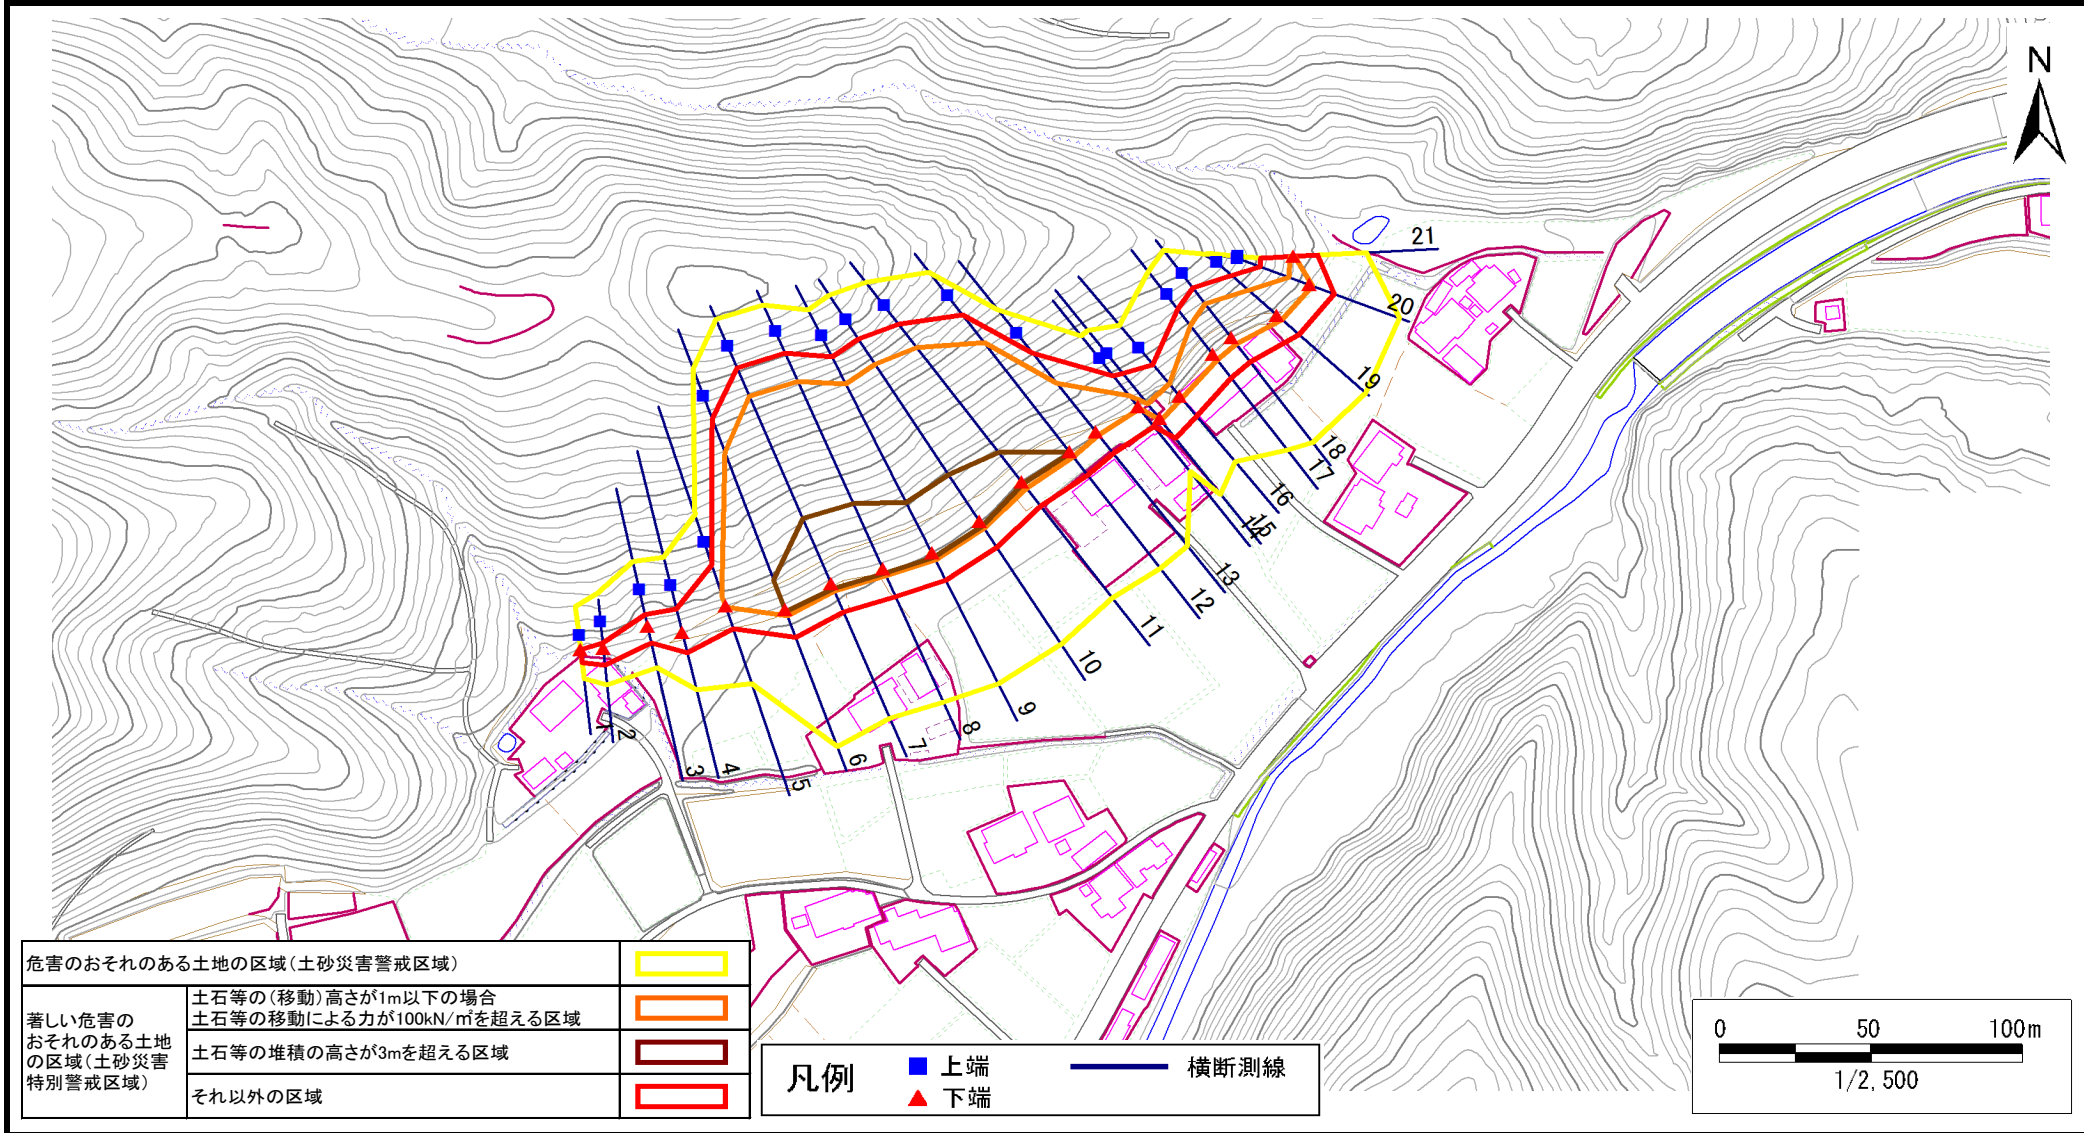 N
21
20
19
18
17
16
15
14
13
12
11
10
9
8
7
6
5
4
3
2
1
危害のおそれのある土地の区域(土砂災害警戒区域)
著しい危害の
おそれのある土地
の区域(土砂災害
特別警戒区域)
土石等の(移動)高さが1m以下の場合
土石等の移動による力が100kN/㎡を超える区域
土石等の堆積の高さが3mを超える区域
それ以外の区域
凡例
上端
下端
横断測線
0 50 100m
1/2,500